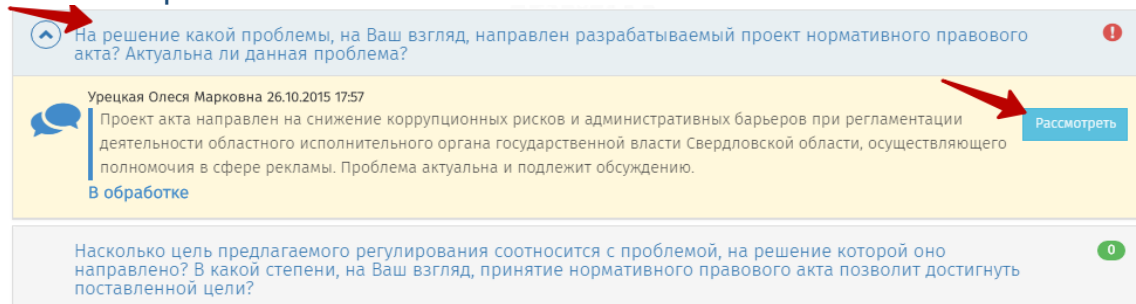 На решение какой проблемы, на Ваш взгляд, направлен разрабатываемый проект нормативного правового
акта? Актуальна ли данная проблема?
!
Урецкая Олеся Марковна 26.10.2015 17:57
Проект акта направлен на снижение коррупционных рисков и административных барьеров при регламентации
деятельности областного исполнительного органа государственной власти Свердловской области, осуществляющего
полномочия в сфере рекламы. Проблема актуальна и подлежит обсуждению.
Рассмотреть
В обработке
Насколько цель предлагаемого регулирования соотносится с проблемой, на решение которой оно
направлено? В какой степени, на Ваш взгляд, принятие нормативного правового акта позволит достигнуть
поставленной цели?
0